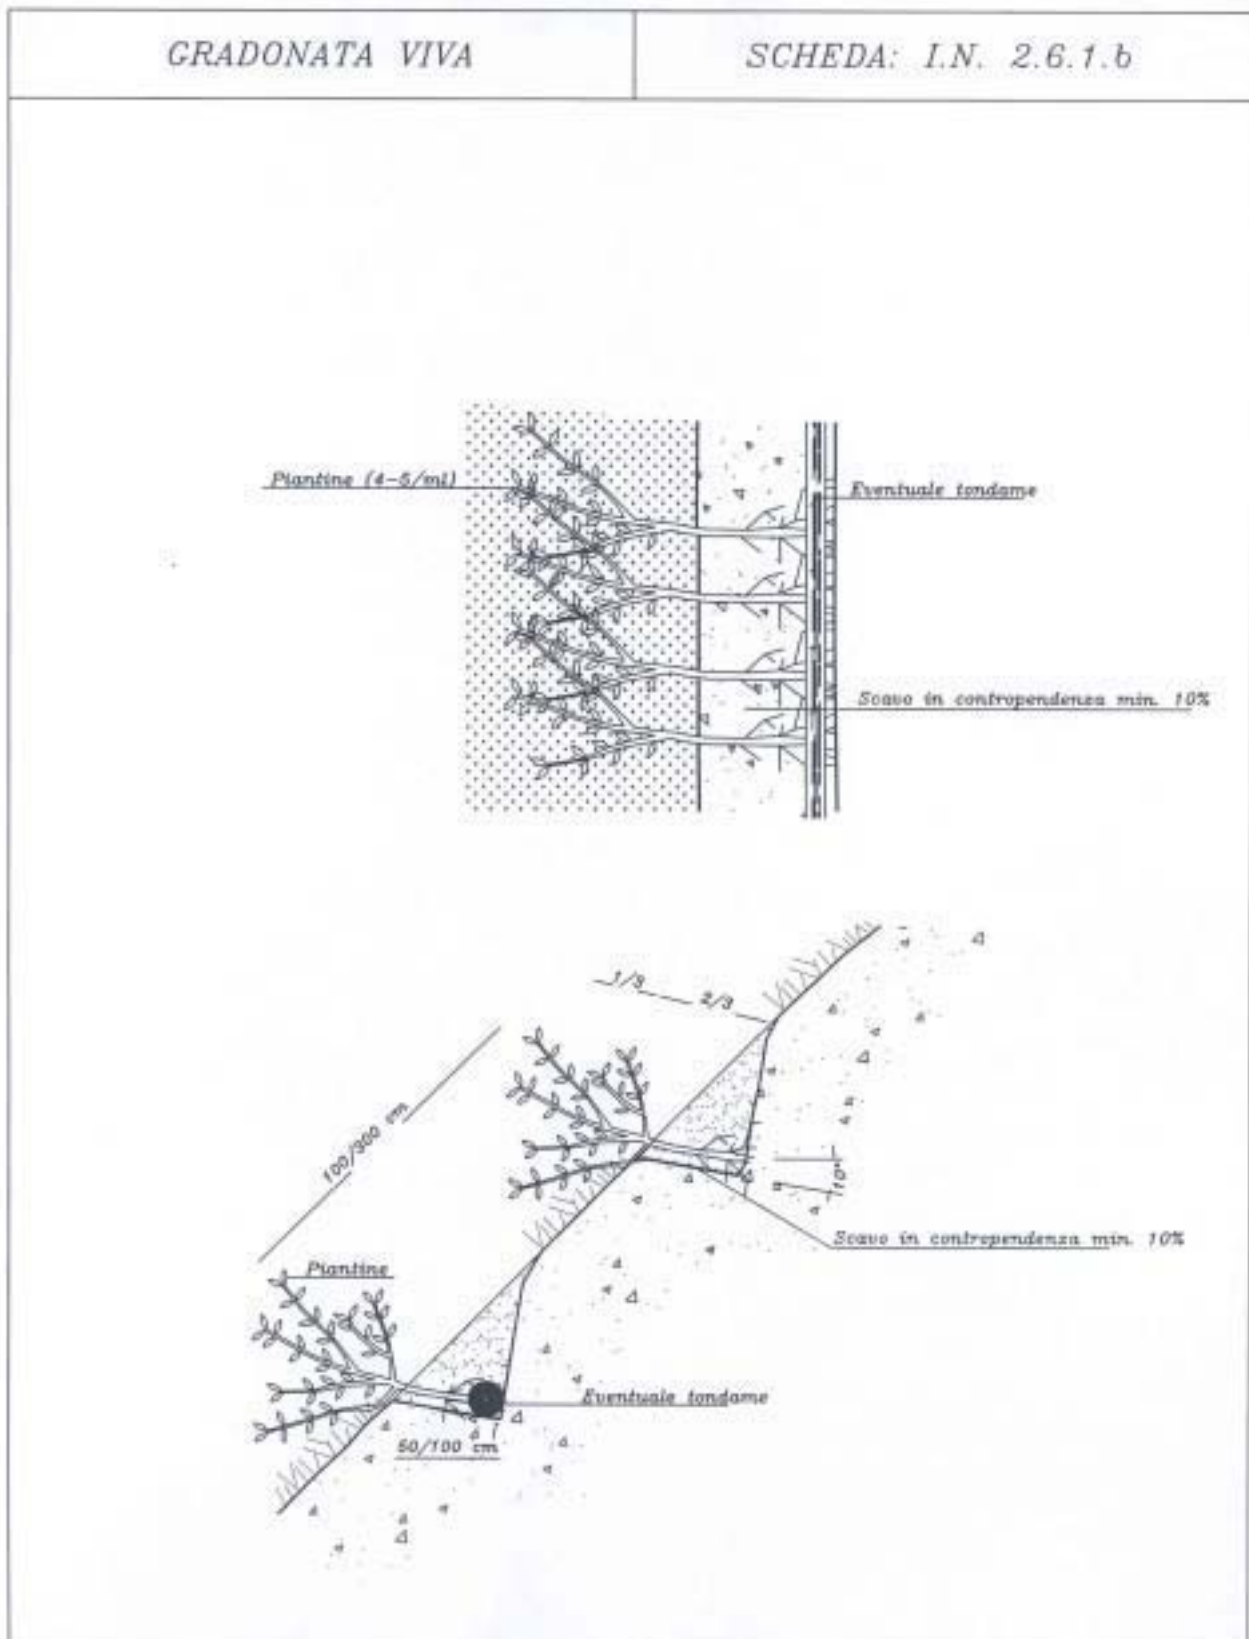 GRADONATA VIVA
SCHEDA: I.N. 2.6.1.b
Piantine (4-5/ml)
Eventuale tondame
Scavo in contropendenza min. 10%
1/3
2/3
100/300 cm
10°
Scavo in contropendenza min. 10%
Piantine
Eventuale tondame
50/100 cm